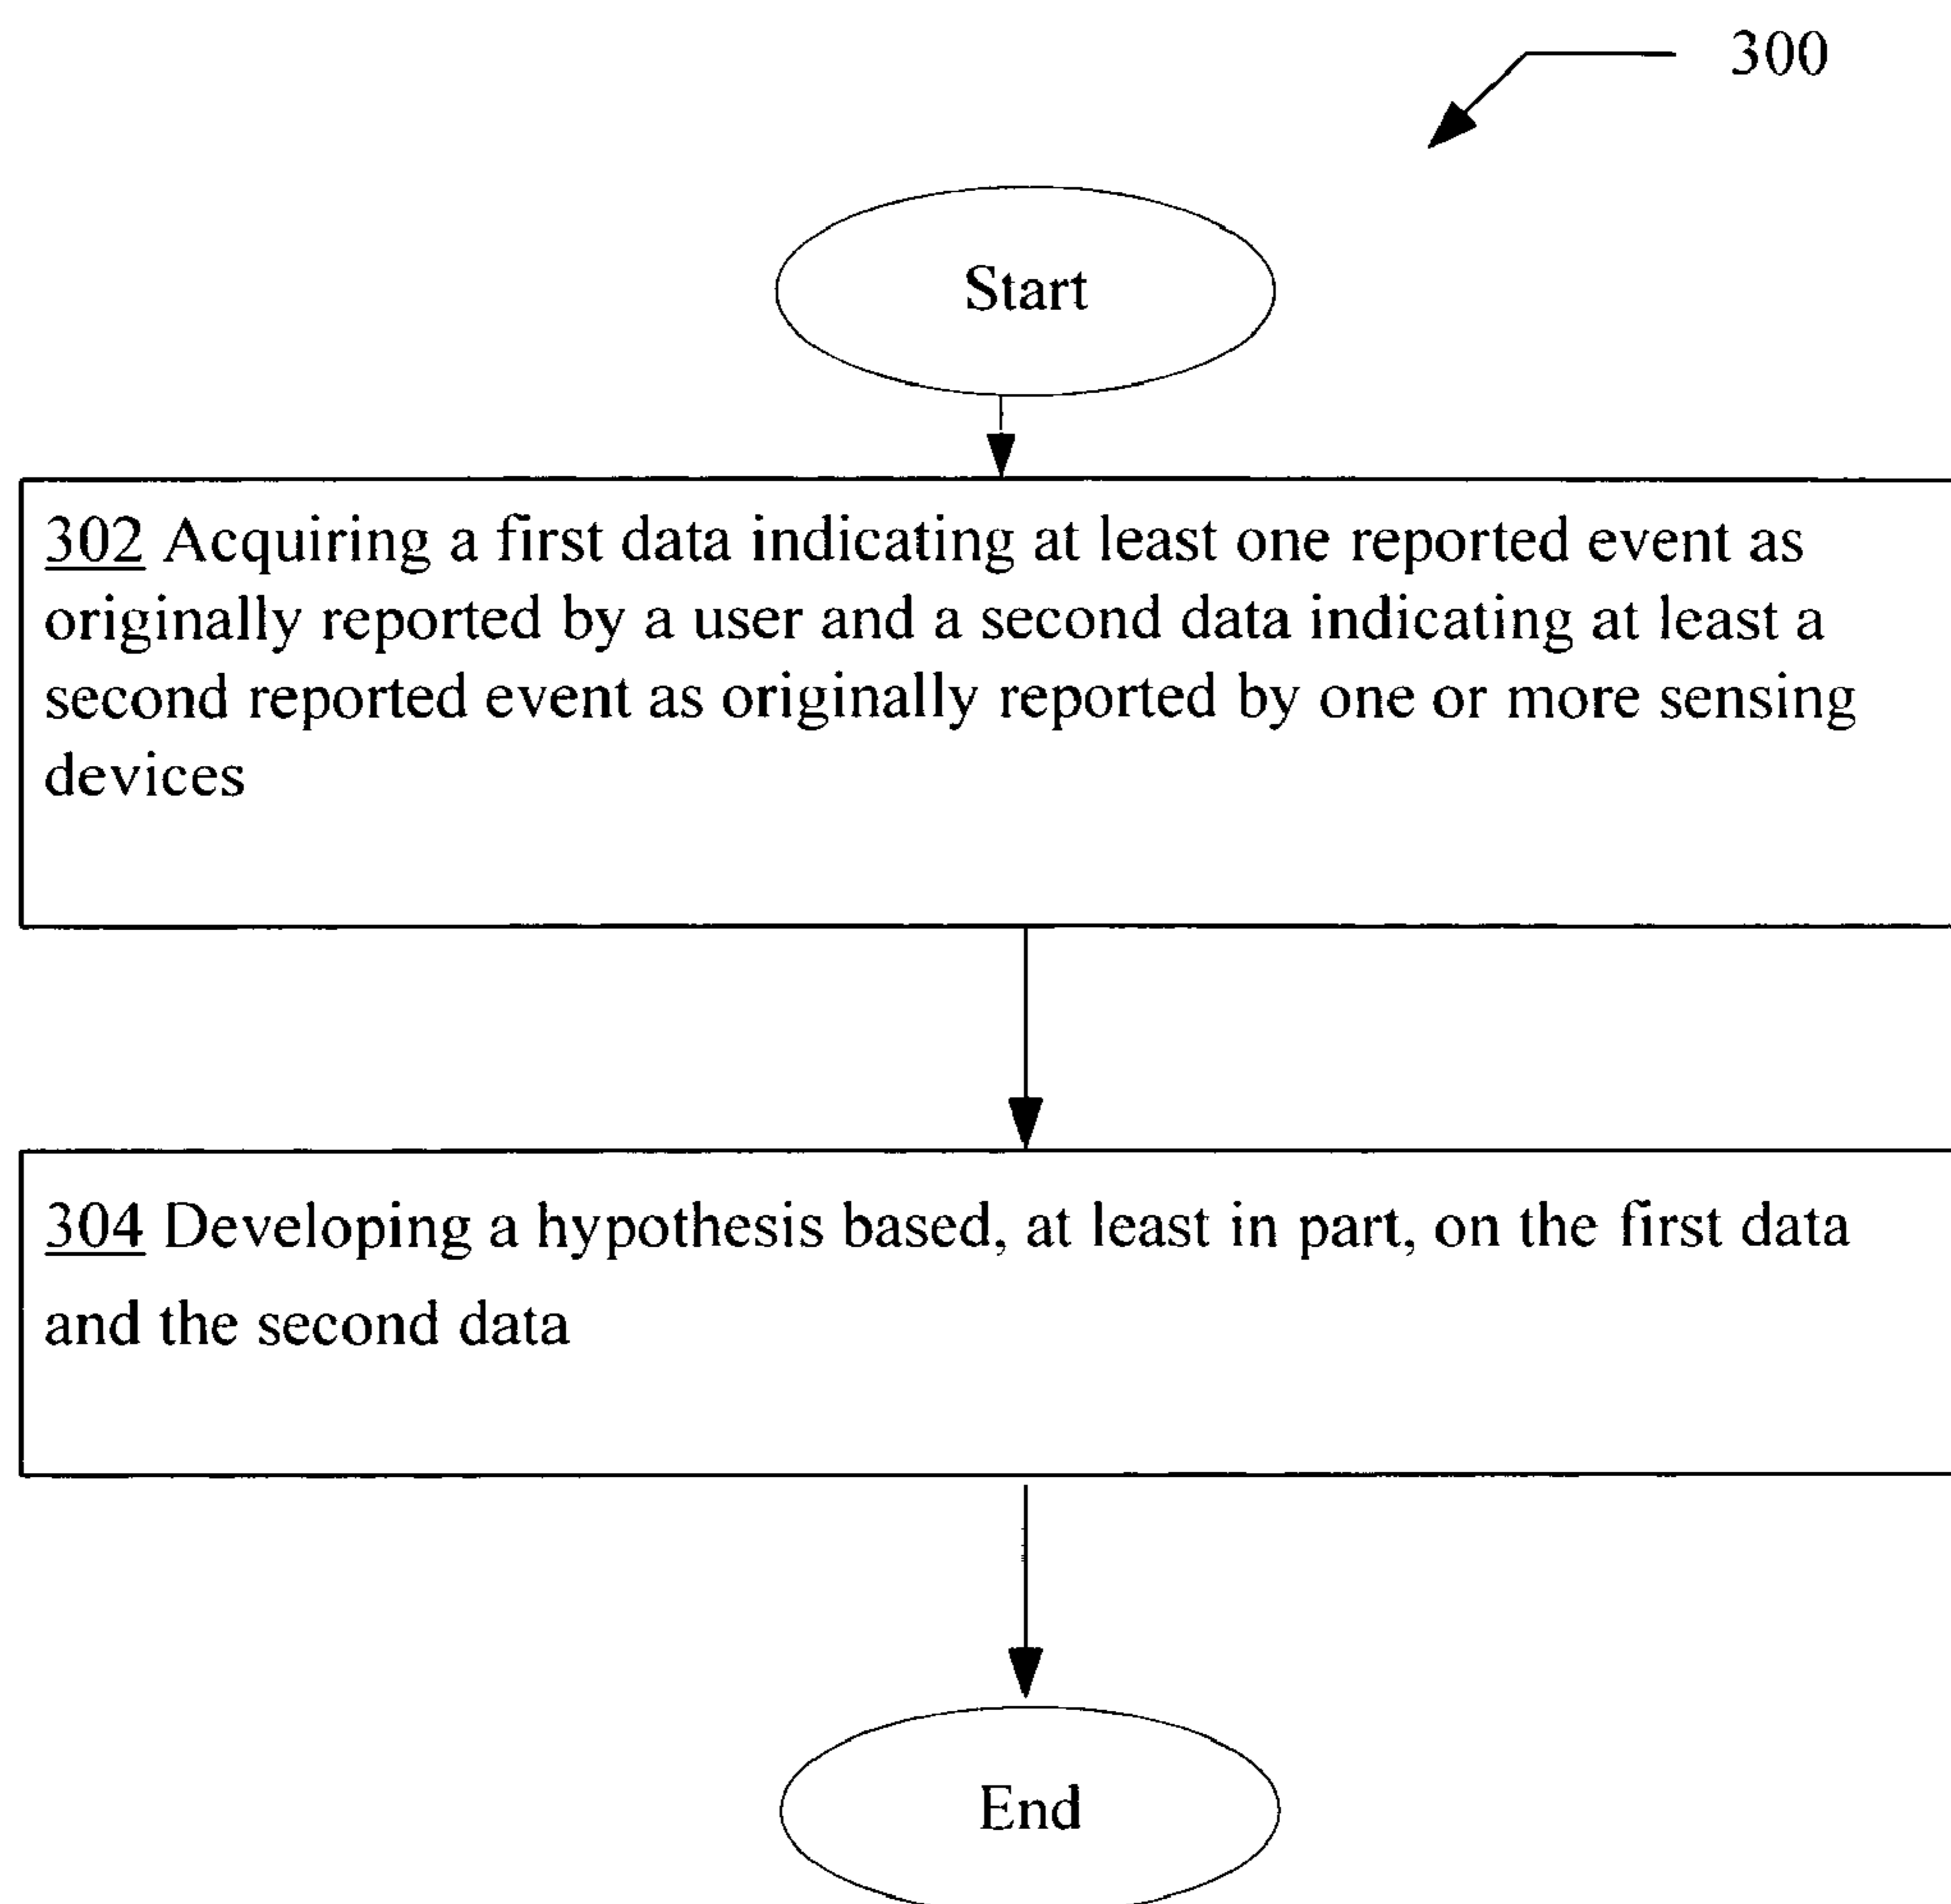 300
Start
302 Acquiring a first data indicating at least one reported event as
originally reported by a user and a second data indicating at least a
second reported event as originally reported by one or more sensing
devices
304 Developing a hypothesis based, at least in part, on the first data
and the second data
End